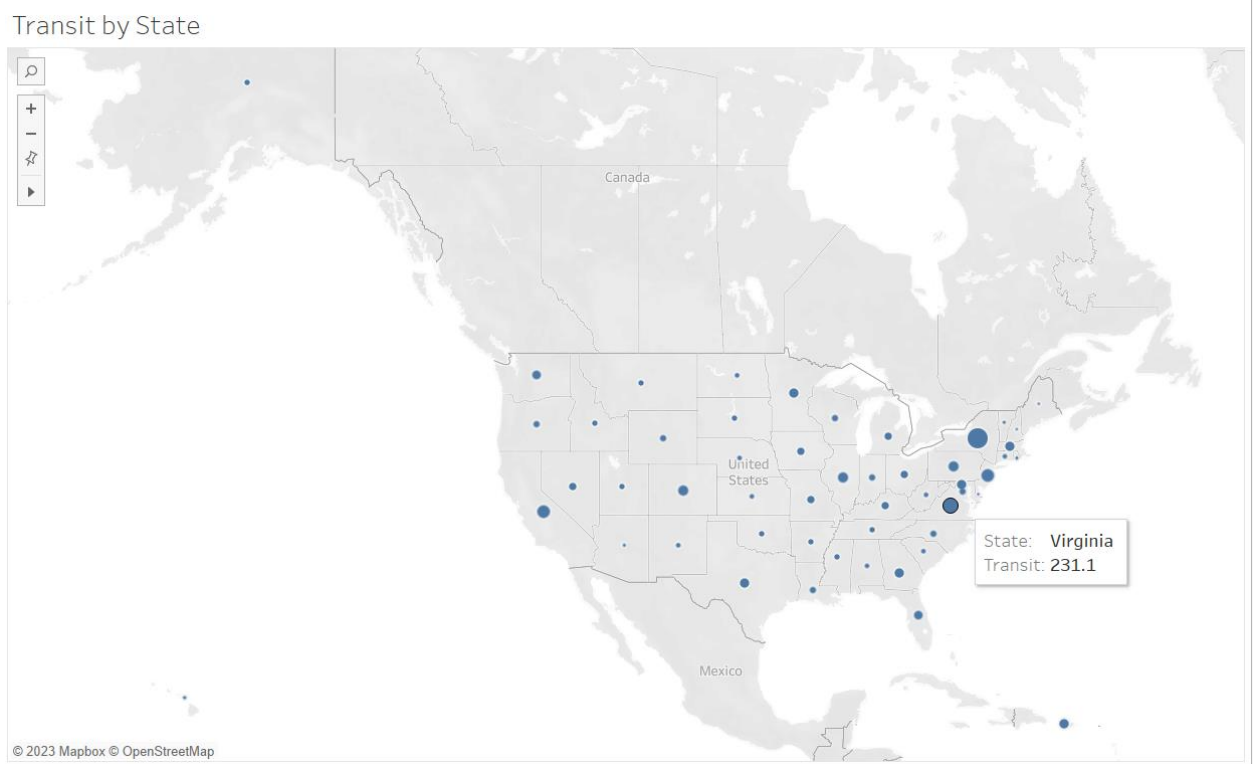 Transit by State
Canada
United
States
State: Virginia
Transit: 231.1
Mexico
© 2023 Mapbox © OpenStreetMap